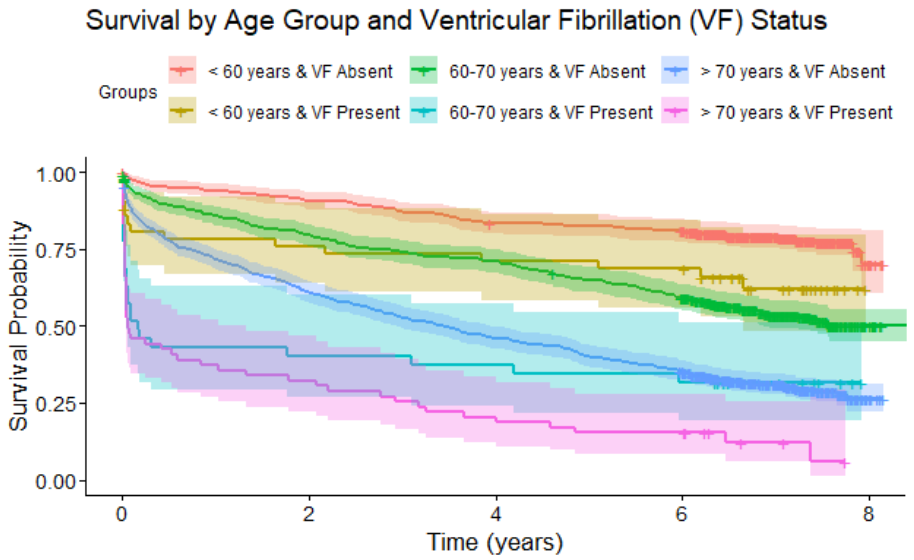 Survival by Age Group and Ventricular Fibrillation (VF) Status
Groups
< 60 years & VF Absent
60-70 years & VF Absent
> 70 years & VF Absent
< 60 years & VF Present
60-70 years & VF Present
> 70 years & VF Present
Survival Probability
1.00
0.75
0.50
0.25
0.00
0 2 4 6 8
Time (years)